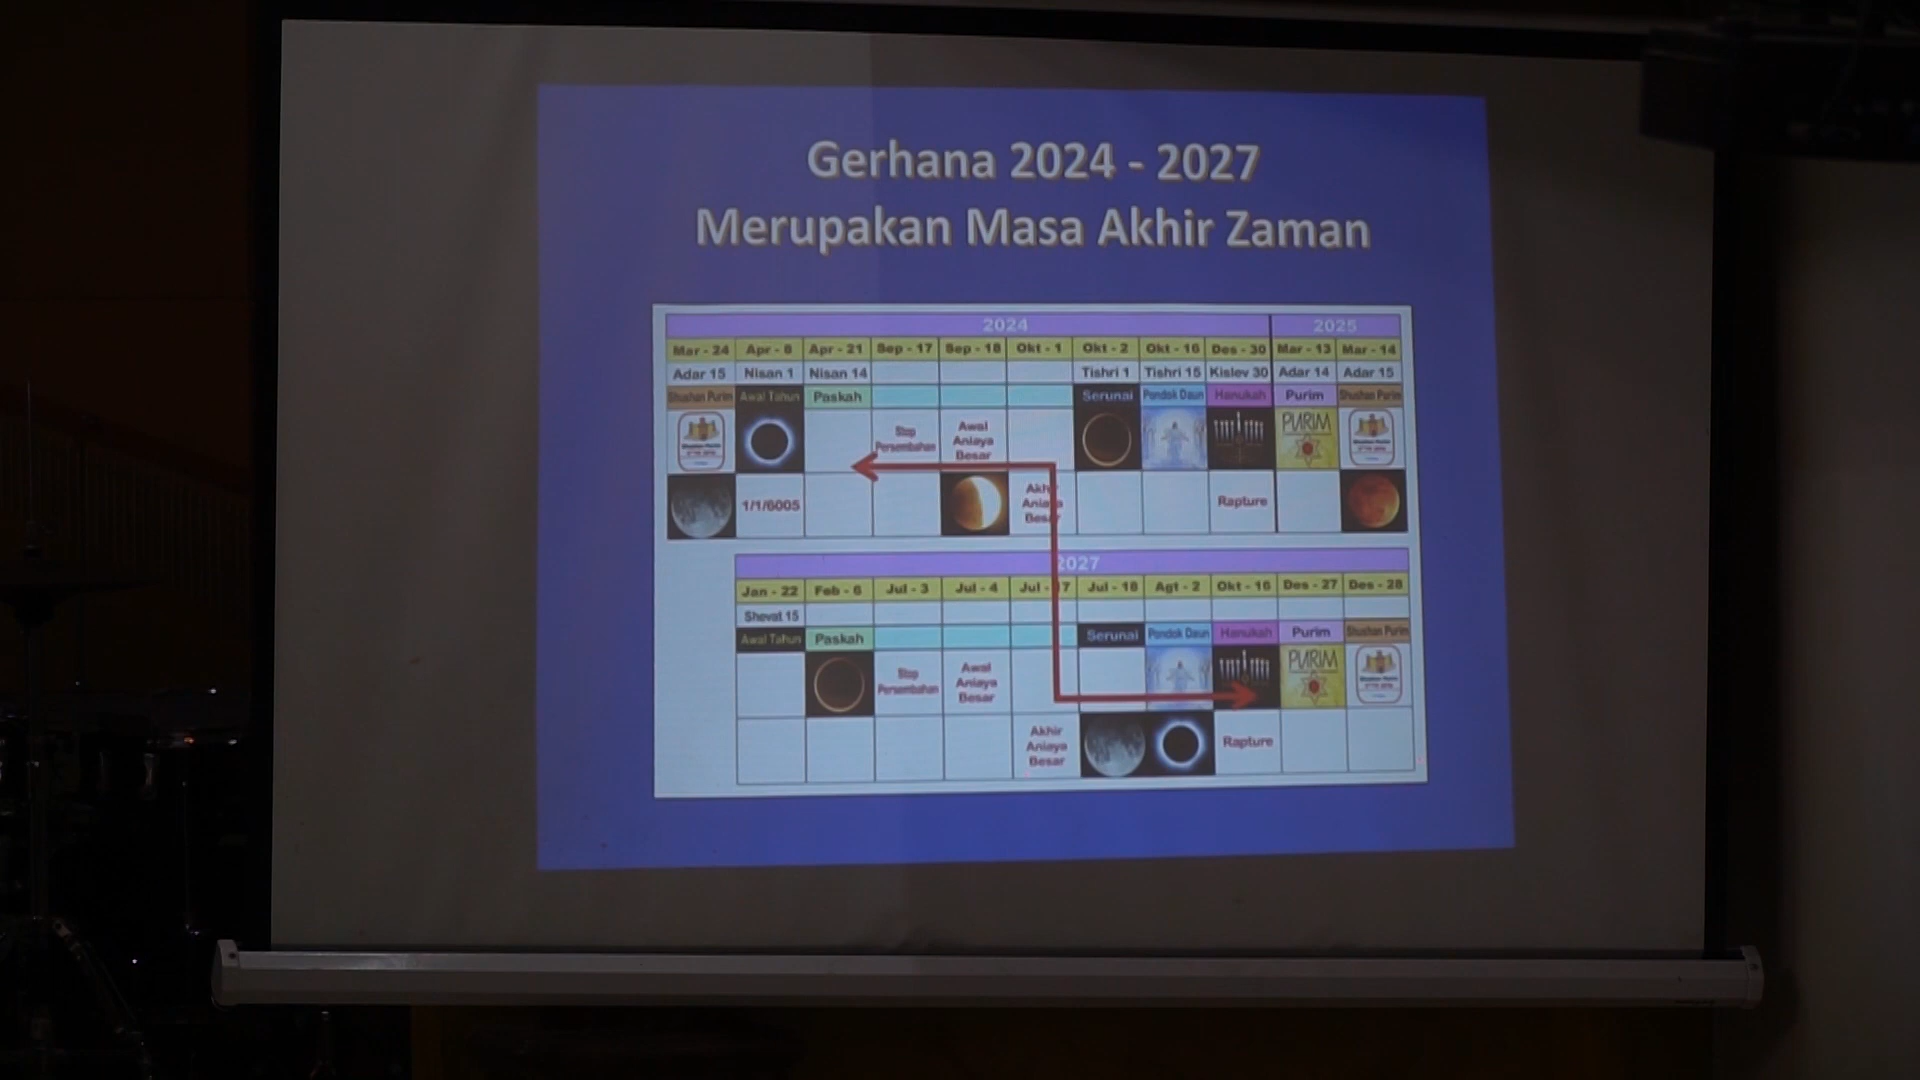 Gerhana 2024 - 2027
Merupakan Masa Akhir Zaman
2024 2025
Mar - 24 Apr - 8 Apr - 21 Sep - 17 Sep - 18 Okt - 1 Okt - 2 Okt - 16 Des - 30 Mar - 13 Mar - 14
Adar 15 Nisan 1 Nisan 14 Tishri 1 Tishri 15 Kislev 30 Adar 14 Adar 15
Shushan Purim Awal Tahun Paskah Serunai Pondok Daun Hanukah Purim Shushan Purim
PURIM
Stop
Persembahan
Awal
Aniaya
Besar
1/1/6005
Akhir
Aniaya
Besar
Rapture
2027
Jan - 22 Feb - 6 Jul - 3 Jul - 4 Jul - 17 Jul - 18 Agt - 2 Okt - 16 Des - 27 Des - 28
Shevat 15
Awal Tahun Paskah Serunai Pondok Daun Hanukah Purim Shushan Purim
PURIM
Stop
Persembahan
Awal
Aniaya
Besar
Akhir
Aniaya
Besar
Rapture